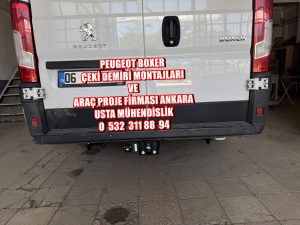 PEUGEOT
BOXER
PEUGEOT BOXER
06
ÇEKİ DEMİRİ MONTAJLARI
VE
ARAÇ PROJE FİRMASI ANKARA
USTA MÜHENDİSLİK
0 532 311 88 94